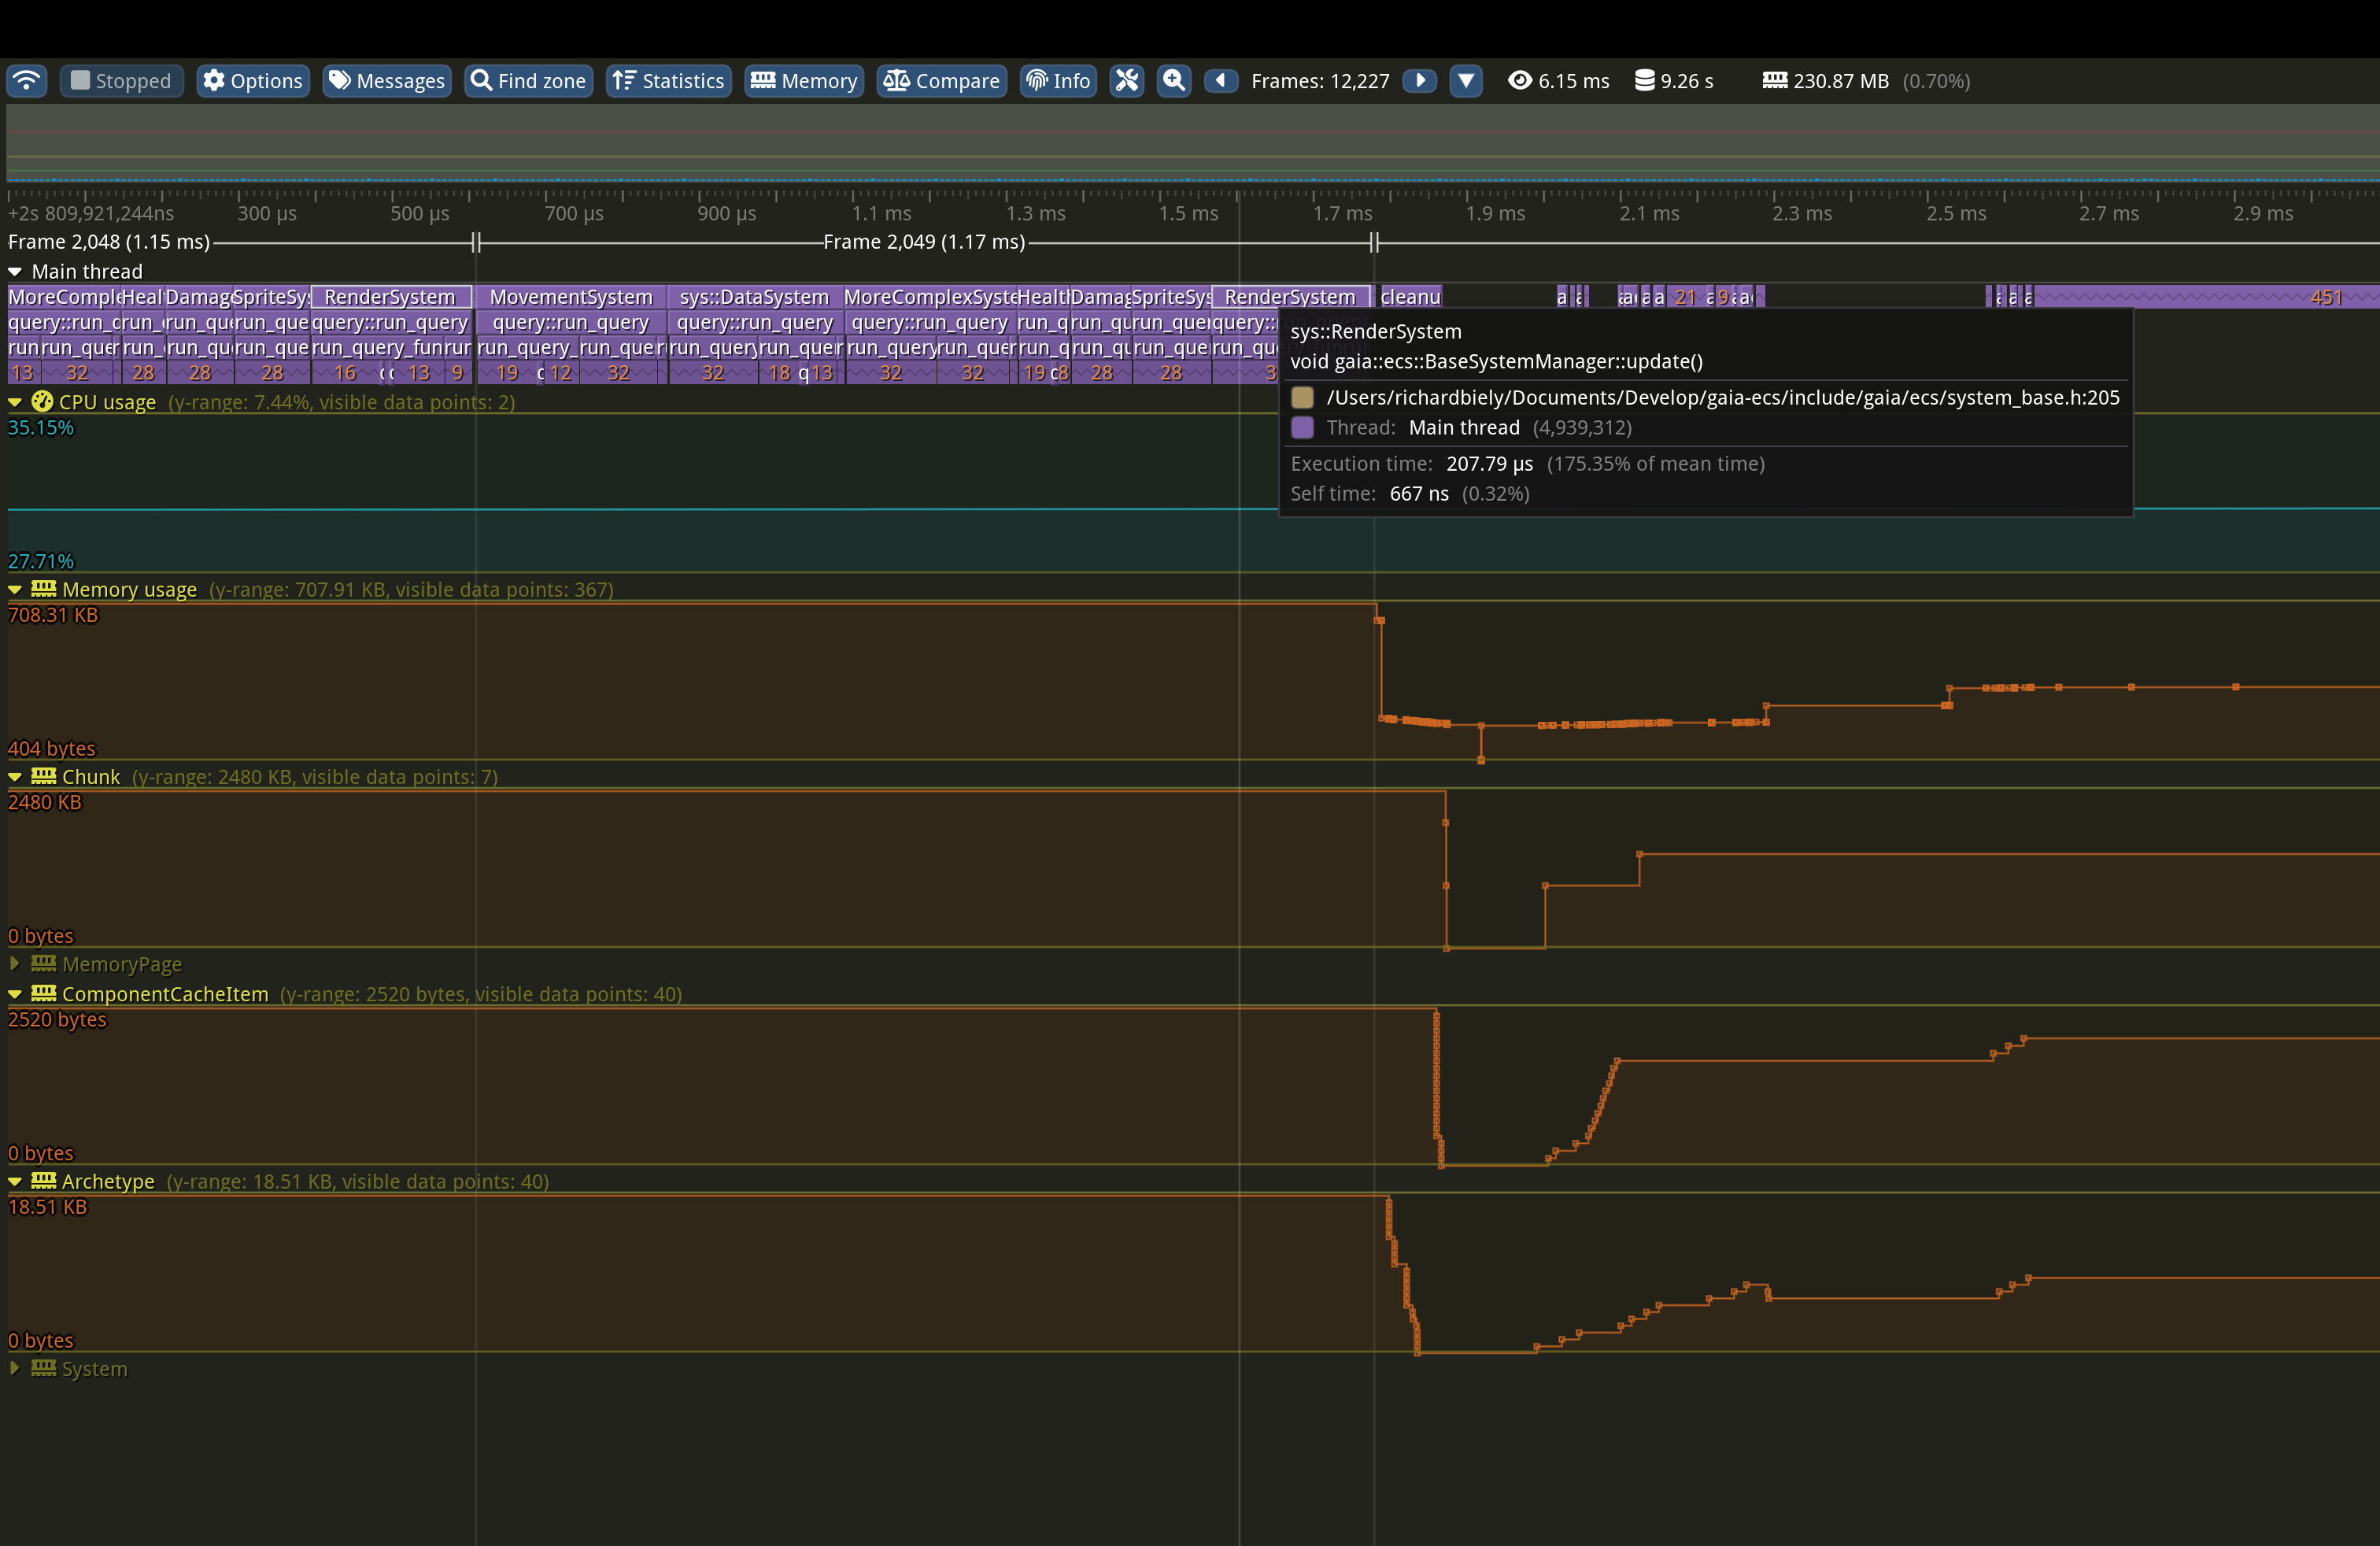 Stopped Options Messages Find zone Statistics Memory Compare Info Frames: 12,227 6.15 ms 9.26 s 230.87 MB (0.70%)
+2s 809,921,244ns 300 µs 500 µs 700 µs 900 µs 1.1 ms 1.3 ms 1.5 ms 1.7 ms 1.9 ms 2.1 ms 2.3 ms 2.5 ms 2.7 ms 2.9 ms
Frame 2,048 (1.15 ms) Frame 2,049 (1.17 ms)
Main thread
MoreComple Heal Damag SpriteSy RenderSystem MovementSystem sys::DataSystem MoreComplexSyste Healt Damag SpriteSys RenderSystem cleanu a a a a 21 a 9 a a a a 451
query::run_q run_ run_que run_que query::run_query query::run_query query::run_query query::run_query run_q run_qu run_que query::
run run_quer run_ run_qu run_que run_query_fun run run_query_ run_quer run_query run_quer run_query run_quer run_q run_qu run_que run_qu
13 32 28 28 28 16 13 9 19 12 32 32 18 q 13 32 32 19 8 28 28 3
sys::RenderSystem
void gaia::ecs::BaseSystemManager::update()
/Users/richardbiely/Documents/Develop/gaia-ecs/include/gaia/ecs/system_base.h:205
Thread: Main thread (4,939,312)
Execution time: 207.79 µs (175.35% of mean time)
Self time: 667 ns (0.32%)
CPU usage (y-range: 7.44%, visible data points: 2)
35.15%
27.71%
Memory usage (y-range: 707.91 KB, visible data points: 367)
708.31 KB
404 bytes
Chunk (y-range: 2480 KB, visible data points: 7)
2480 KB
0 bytes
MemoryPage
ComponentCacheItem (y-range: 2520 bytes, visible data points: 40)
2520 bytes
0 bytes
Archetype (y-range: 18.51 KB, visible data points: 40)
18.51 KB
0 bytes
System